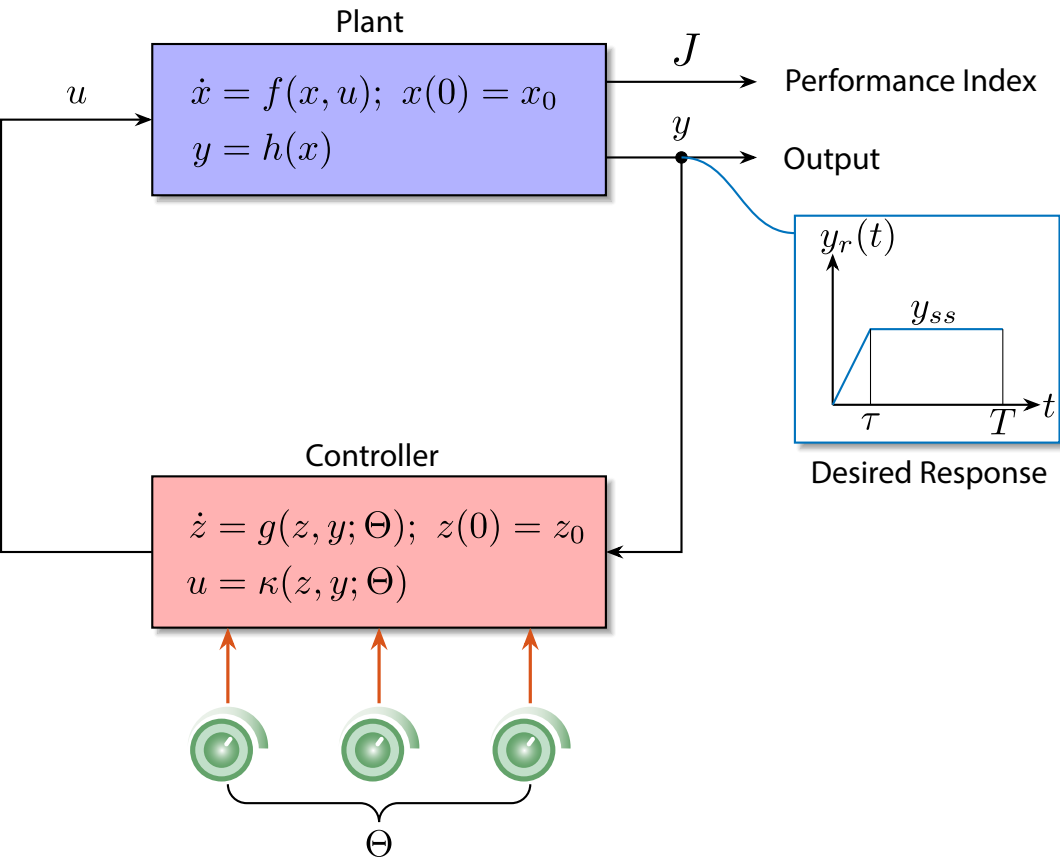 Plant
u
ẋ = f(x, u); x(0) = x₀
y = h(x)
J
Performance Index
y
Output
yᵣ(t)
yₛₛ
τ
T
t
Desired Response
Controller
ż = g(z, y; Θ); z(0) = z₀
u = κ(z, y; Θ)
Θ